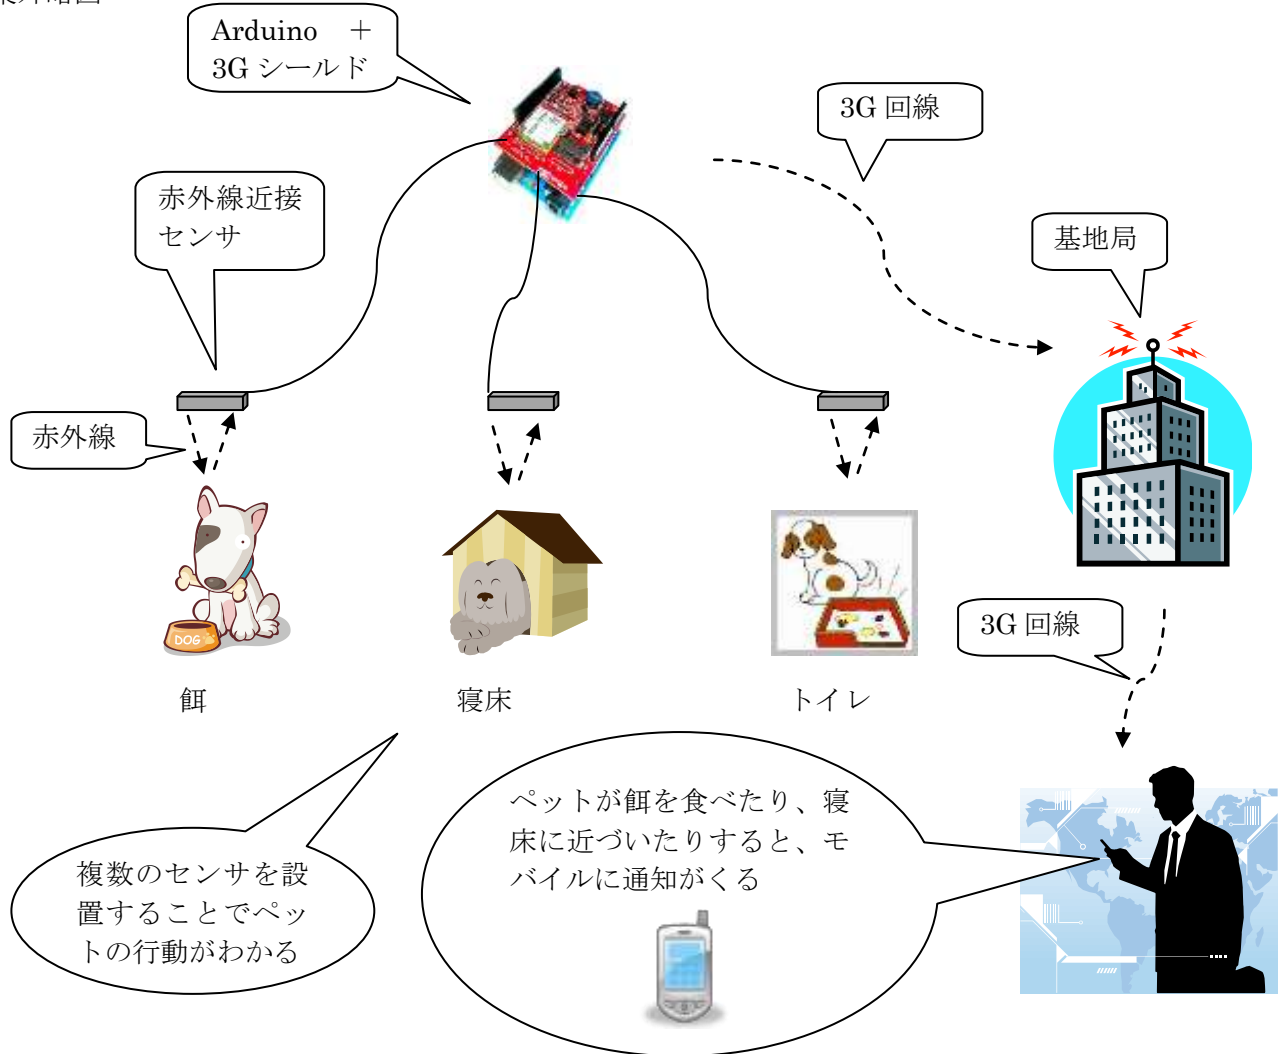 Arduino ＋
3G シールド
3G 回線
赤外線近接
センサ
基地局
赤外線
DOG
3G 回線
餌
寝床
トイレ
ペットが餌を食べたり、寝
床に近づいたりすると、モ
バイルに通知がくる
複数のセンサを設
置することでペッ
トの行動がわかる